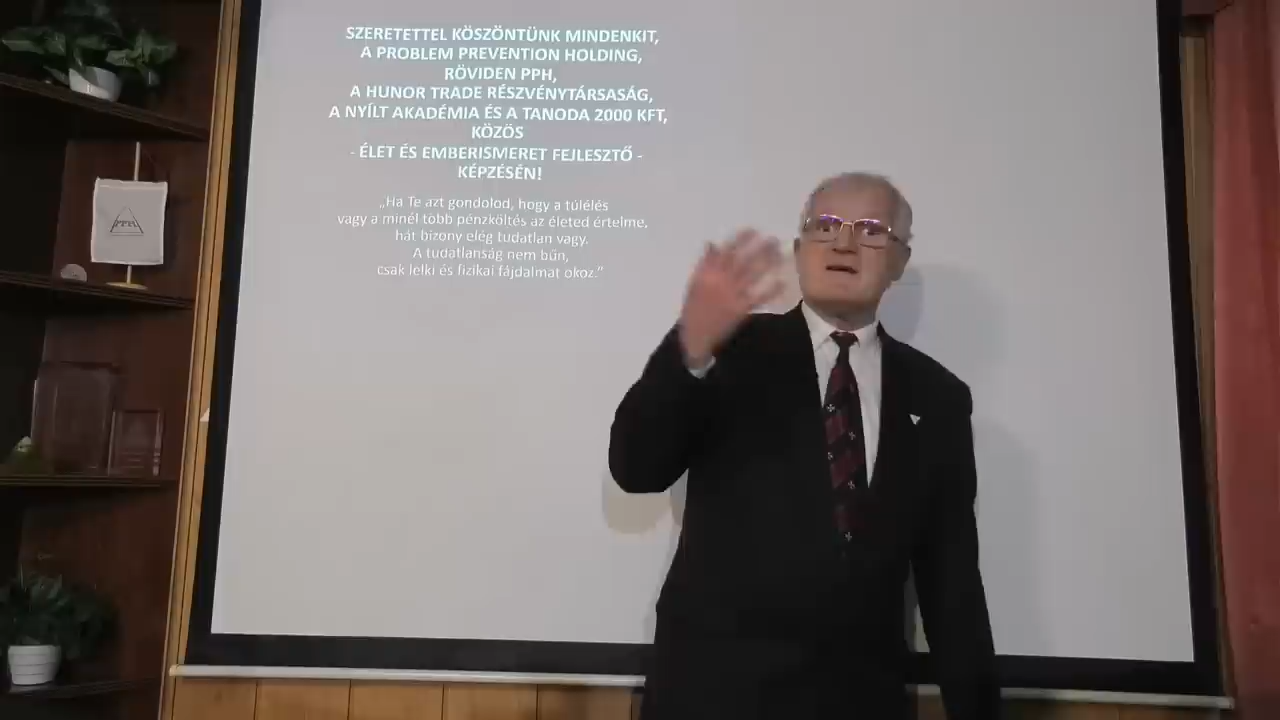 SZERETETTEL KÖSZÖNTÜNK MINDENKIT,
A PROBLEM PREVENTION HOLDING,
RÖVIDEN PPH,
A HUNOR TRADE RÉSZVÉNYTÁRSASÁG,
A NYÍLT AKADÉMIA ÉS A TANODA 2000 KFT,
KÖZÖS
- ÉLET ÉS EMBERISMERET FEJLESZTŐ -
KÉPZÉSÉN!
„Ha Te azt gondolod, hogy a túlélés
vagy a minél több pénzköltés az életed értelme,
hát bizony elég tudatlan vagy.
A tudatlanság nem bűn,
csak lelki és fizikai fájdalmat okoz."